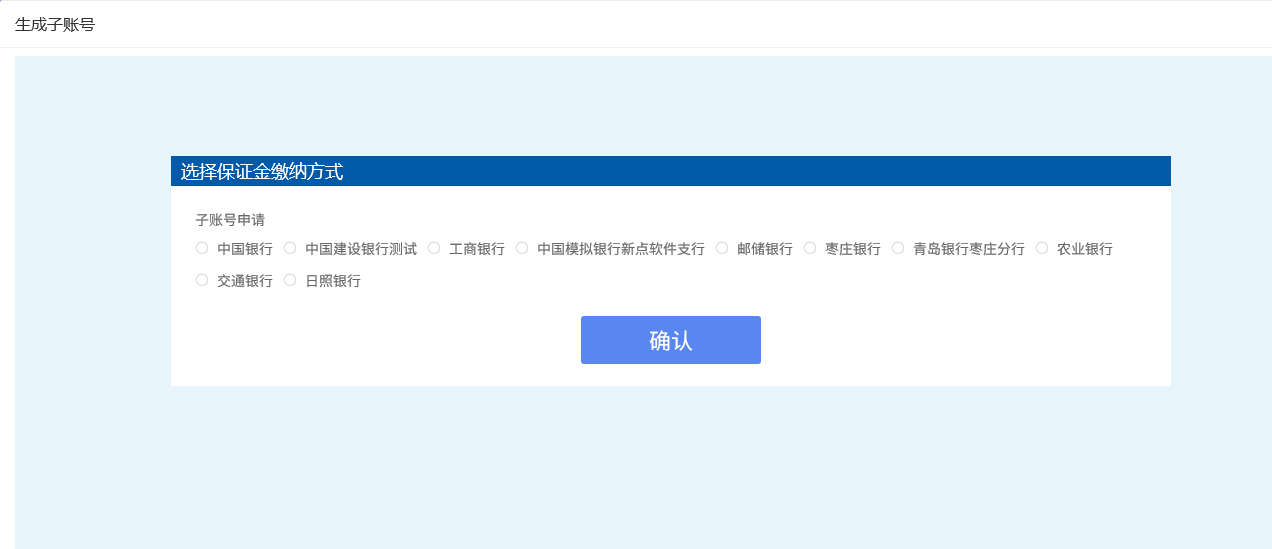 生成子账号
选择保证金缴纳方式
子账号申请
中国银行 中国建设银行测试 工商银行 中国模拟银行新点软件支行 邮储银行 枣庄银行 青岛银行枣庄分行 农业银行
交通银行 日照银行
确认